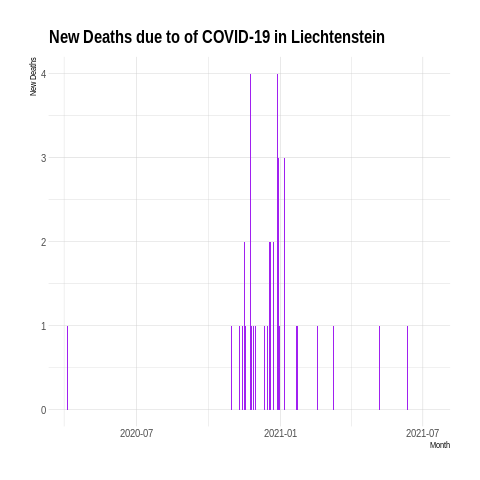 New Deaths due to of COVID-19 in Liechtenstein
New Deaths
4
3
2
1
0
2020-07
2021-01
2021-07
Month